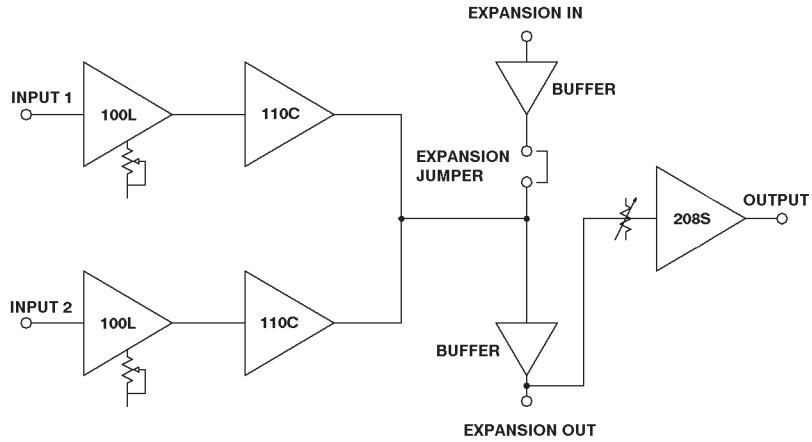 EXPANSION IN
INPUT 1
100L
110C
BUFFER
EXPANSION
JUMPER
208S
OUTPUT
INPUT 2
100L
110C
BUFFER
EXPANSION OUT